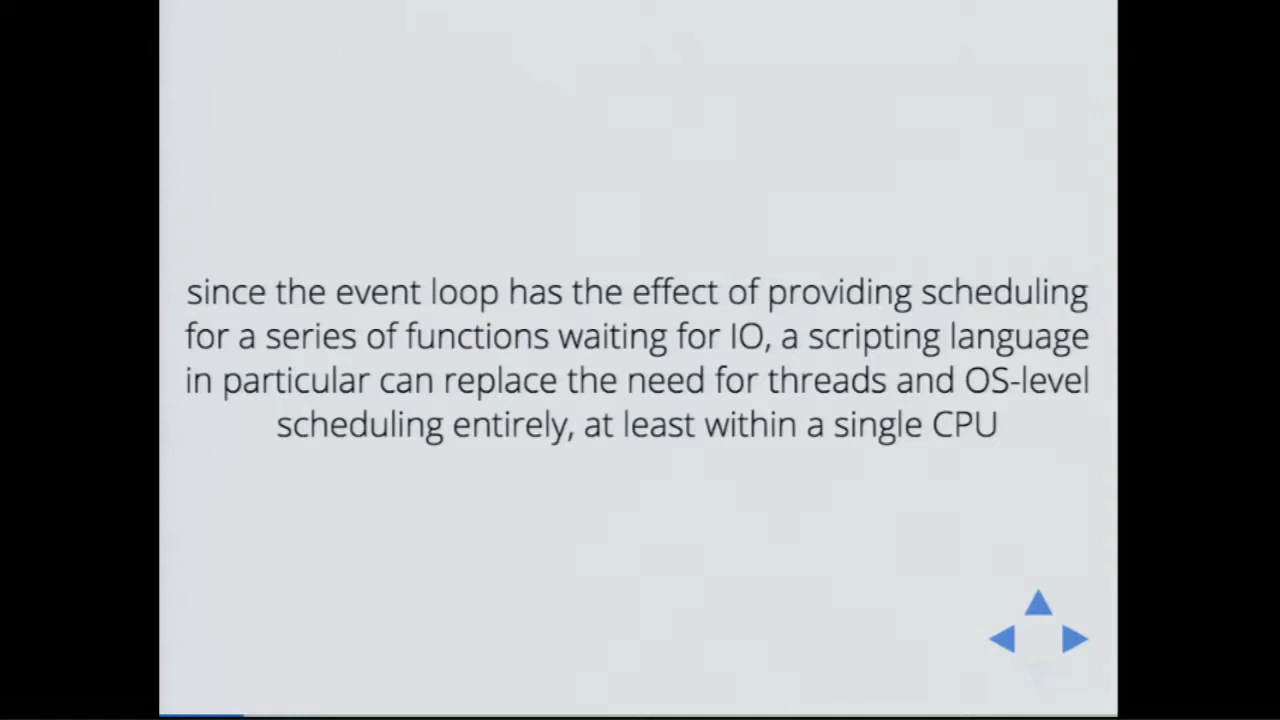 since the event loop has the effect of providing scheduling
for a series of functions waiting for IO, a scripting language
in particular can replace the need for threads and OS-level
scheduling entirely, at least within a single CPU